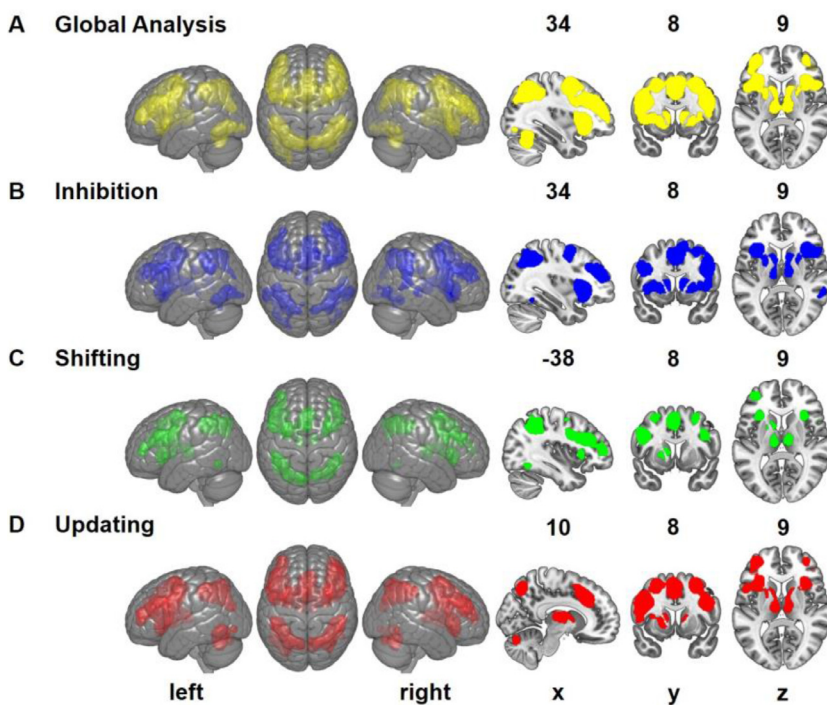 A Global Analysis 34 8 9
B Inhibition 34 8 9
C Shifting -38 8 9
D Updating 10 8 9
left right x y z